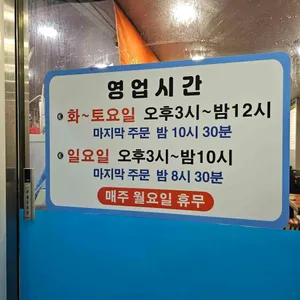 영업시간
화~토요일 오후3시~밤12시
마지막 주문 밤 10시 30분
일요일 오후3시~밤10시
마지막 주문 밤 8시 30분
매주 월요일 휴무